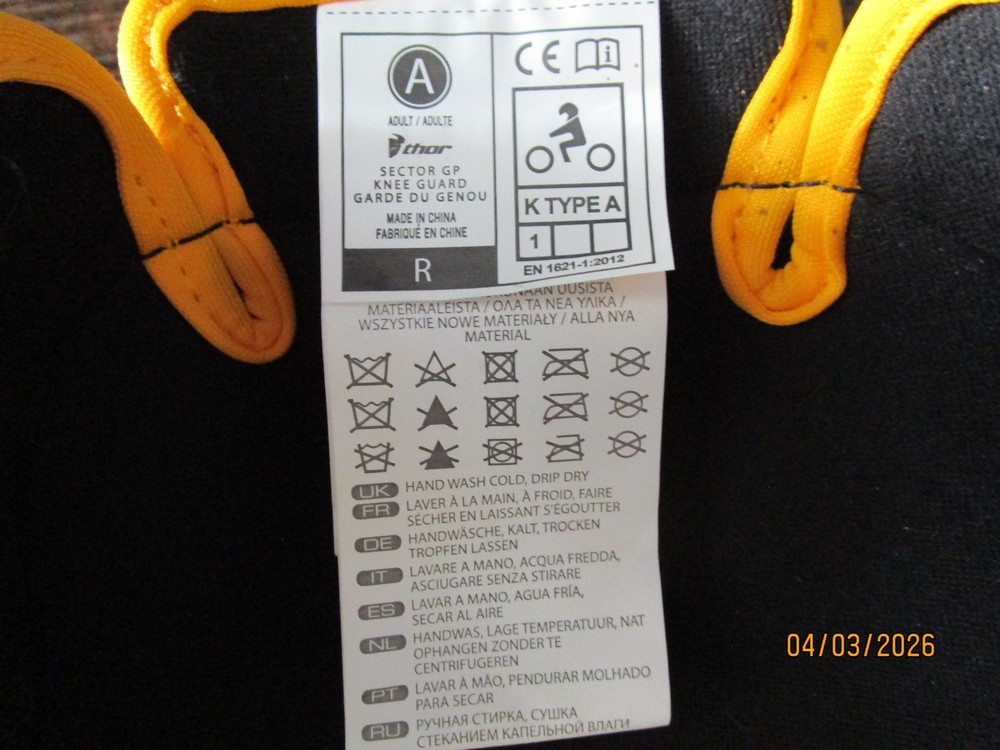 A
ADULT / ADULTE
thor
SECTOR GP
KNEE GUARD
GARDE DU GENOU
MADE IN CHINA
FABRIQUÉ EN CHINE
R
CE i
K TYPE A
1
EN 1621-1:2012
UUSISTA
MATERIAALEISTA / ΟΛΑ ΤΑ ΝΕΑ ΥΛΙΚΑ /
WSZYSTKIE NOWE MATERIAŁY / ALLA NYA
MATERIAL
UK HAND WASH COLD, DRIP DRY
FR LAVER À LA MAIN, À FROID, FAIRE
SÉCHER EN LAISSANT S'ÉGOUTTER
DE HANDWÄSCHE, KALT, TROCKEN
TROPFEN LASSEN
IT LAVARE A MANO, ACQUA FREDDA,
ASCIUGARE SENZA STIRARE
ES LAVAR A MANO, AGUA FRÍA,
SECAR AL AIRE
NL HANDWAS, LAGE TEMPERATUUR, NAT
OPHANGEN ZONDER TE
CENTRIFUGEREN
PT LAVAR À MÃO, PENDURAR MOLHADO
PARA SECAR
RU РУЧНАЯ СТИРКА, СУШКА
СТЕКАНИЕМ КАПЕЛЬНОЙ ВЛАГИ
04/03/2026